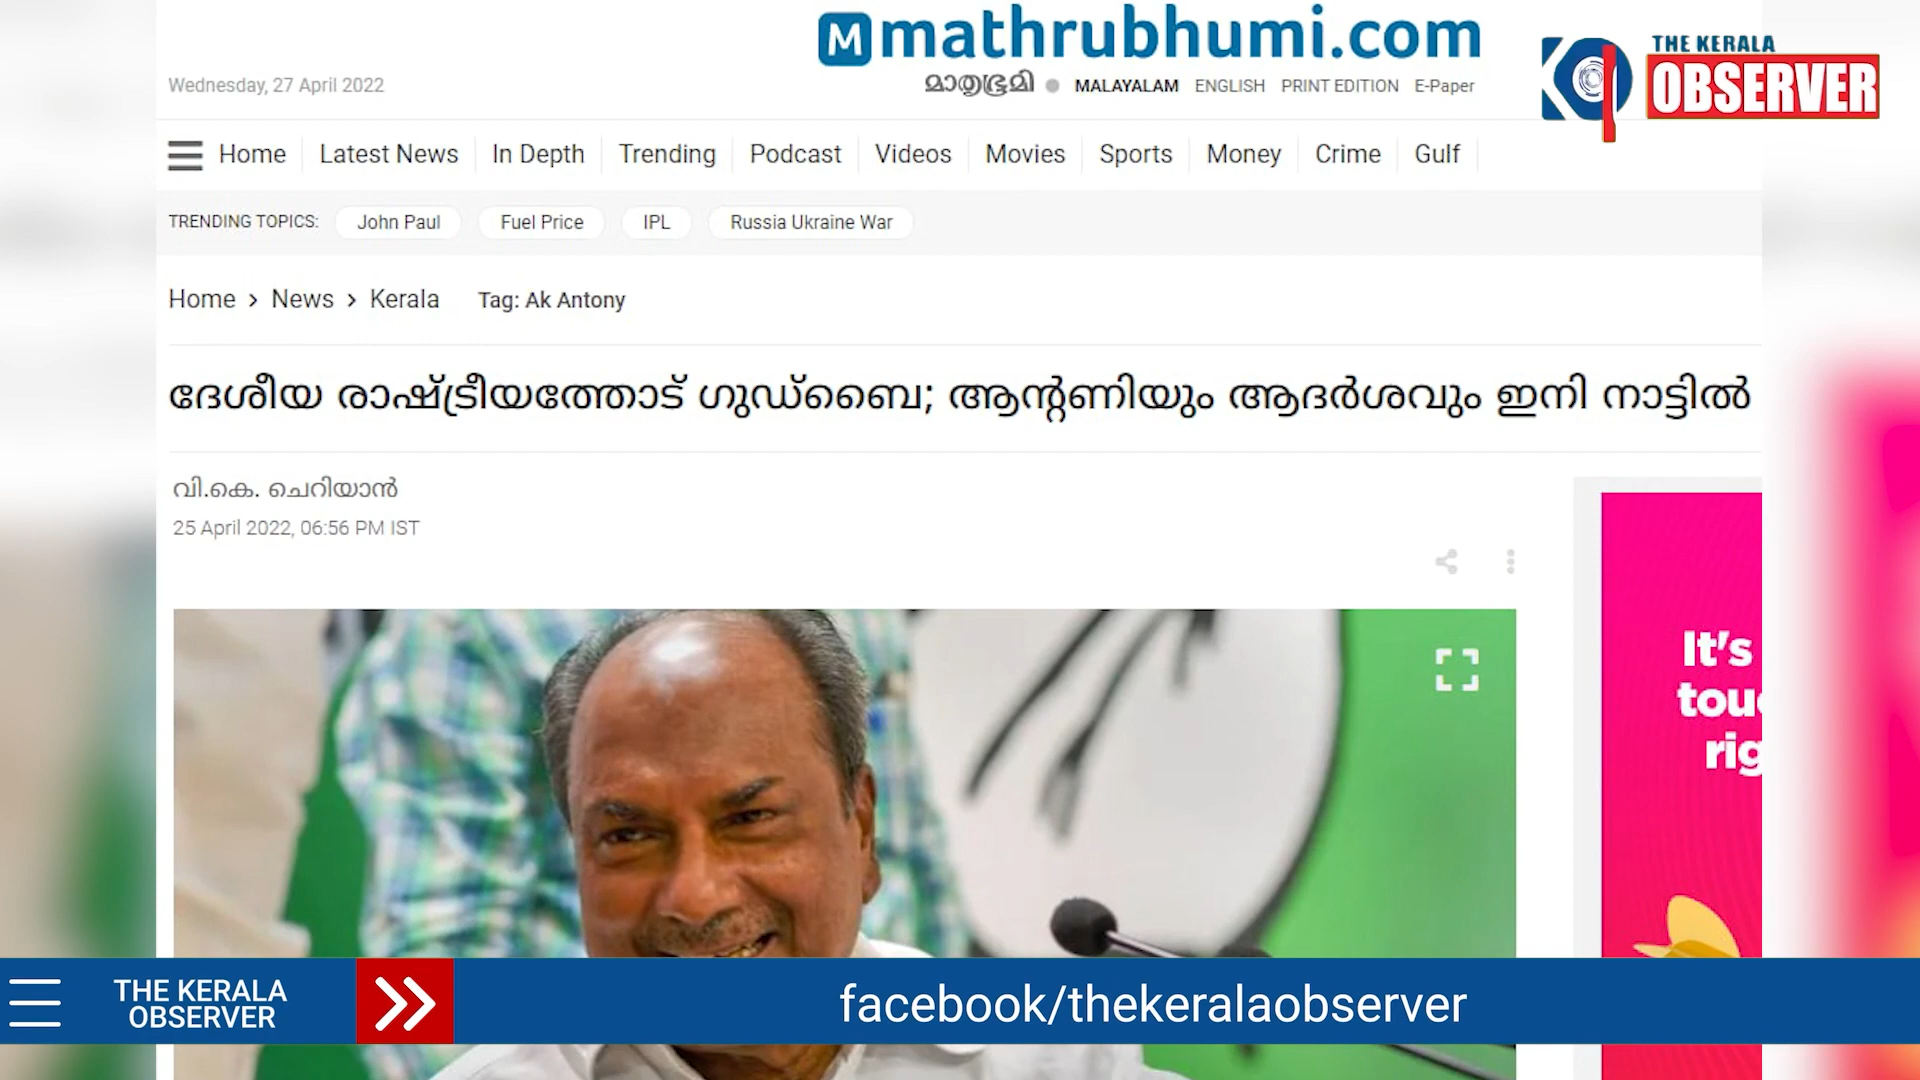 M mathrubhumi.com
THE KERALA
OBSERVER
Wednesday, 27 April 2022
മാതൃഭൂമി MALAYALAM ENGLISH PRINT EDITION E-Paper
Home Latest News In Depth Trending Podcast Videos Movies Sports Money Crime Gulf
TRENDING TOPICS: John Paul Fuel Price IPL Russia Ukraine War
Home > News > Kerala Tag: Ak Antony
ദേശീയ രാഷ്ട്രീയത്തോട് ഗുഡ്ബൈ; ആന്റണിയും ആദർശവും ഇനി നാട്ടിൽ
വി.കെ. ചെറിയാൻ
25 April 2022, 06:56 PM IST
It's
tou
rig
THE KERALA
OBSERVER
facebook/thekeralaobserver